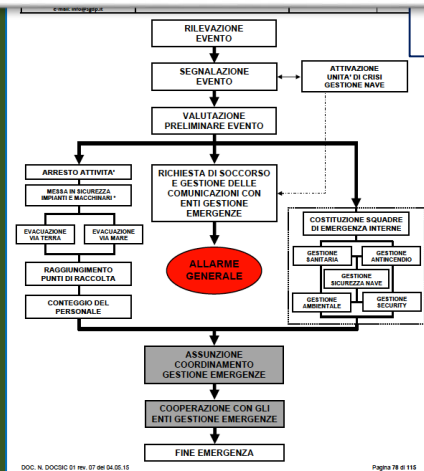 e-mail: info@sgsp.it
RILEVAZIONE
EVENTO
SEGNALAZIONE
EVENTO
ATTIVAZIONE
UNITA' DI CRISI
GESTIONE NAVE
VALUTAZIONE
PRELIMINARE EVENTO
ARRESTO ATTIVITA'
MESSA IN SICUREZZA
IMPIANTI E MACCHINARI *
EVACUAZIONE
VIA TERRA
EVACUAZIONE
VIA MARE
RAGGIUNGIMENTO
PUNTI DI RACCOLTA
CONTEGGIO DEL
PERSONALE
RICHIESTA DI SOCCORSO
E GESTIONE DELLE
COMUNICAZIONI CON
ENTI GESTIONE
EMERGENZE
ALLARME
GENERALE
COSTITUZIONE SQUADRE
DI EMERGENZA INTERNE
GESTIONE
SANITARIA
GESTIONE
ANTINCENDIO
GESTIONE
SICUREZZA NAVE
GESTIONE
AMBIENTALE
GESTIONE
SECURITY
ASSUNZIONE
COORDINAMENTO
GESTIONE EMERGENZE
COOPERAZIONE CON GLI
ENTI GESTIONE EMERGENZE
FINE EMERGENZA
DOC. N. DOCSIC 01 rev. 07 del 04.05.15
Pagina 78 di 115